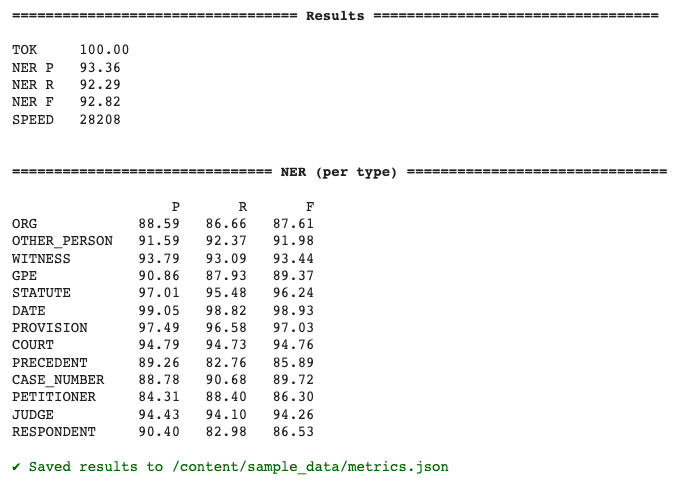 ================================== Results ==================================
TOK     100.00
NER P   93.36
NER R   92.29
NER F   92.82
SPEED   28208
=============================== NER (per type) ===============================
P       R       F
ORG             88.59   86.66   87.61
OTHER_PERSON    91.59   92.37   91.98
WITNESS         93.79   93.09   93.44
GPE             90.86   87.93   89.37
STATUTE         97.01   95.48   96.24
DATE            99.05   98.82   98.93
PROVISION       97.49   96.58   97.03
COURT           94.79   94.73   94.76
PRECEDENT       89.26   82.76   85.89
CASE_NUMBER     88.78   90.68   89.72
PETITIONER      84.31   88.40   86.30
JUDGE           94.43   94.10   94.26
RESPONDENT      90.40   82.98   86.53
✔ Saved results to /content/sample_data/metrics.json